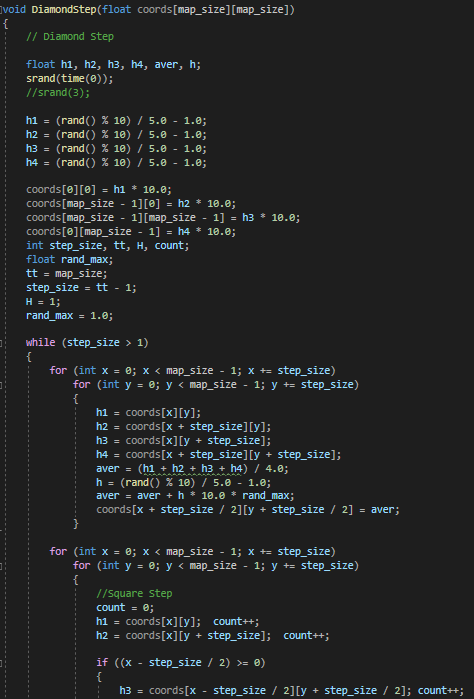 void DiamondStep(float coords[map_size][map_size])
{
// Diamond Step
float h1, h2, h3, h4, aver, h;
srand(time(0));
//srand(3);
h1 = (rand() % 10) / 5.0 - 1.0;
h2 = (rand() % 10) / 5.0 - 1.0;
h3 = (rand() % 10) / 5.0 - 1.0;
h4 = (rand() % 10) / 5.0 - 1.0;
coords[0][0] = h1 * 10.0;
coords[map_size - 1][0] = h2 * 10.0;
coords[map_size - 1][map_size - 1] = h3 * 10.0;
coords[0][map_size - 1] = h4 * 10.0;
int step_size, tt, H, count;
float rand_max;
tt = map_size;
step_size = tt - 1;
H = 1;
rand_max = 1.0;
while (step_size > 1)
{
for (int x = 0; x < map_size - 1; x += step_size)
for (int y = 0; y < map_size - 1; y += step_size)
{
h1 = coords[x][y];
h2 = coords[x + step_size][y];
h3 = coords[x][y + step_size];
h4 = coords[x + step_size][y + step_size];
aver = (h1 + h2 + h3 + h4) / 4.0;
h = (rand() % 10) / 5.0 - 1.0;
aver = aver + h * 10.0 * rand_max;
coords[x + step_size / 2][y + step_size / 2] = aver;
}
for (int x = 0; x < map_size - 1; x += step_size)
for (int y = 0; y < map_size - 1; y += step_size)
{
//Square Step
count = 0;
h1 = coords[x][y];  count++;
h2 = coords[x][y + step_size];  count++;
if ((x - step_size / 2) >= 0)
{
h3 = coords[x - step_size / 2][y + step_size / 2]; count++;